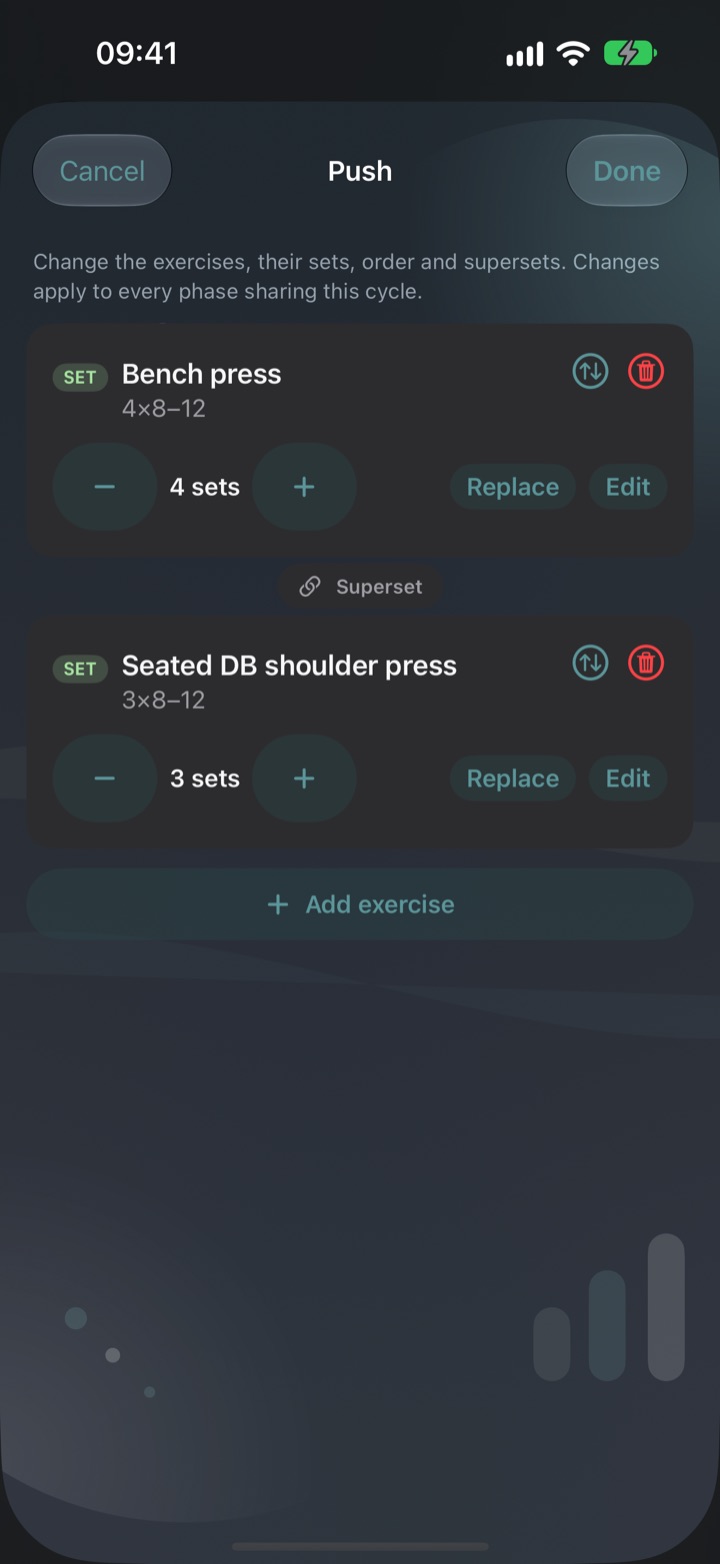 09:41
Cancel
Push
Done
Change the exercises, their sets, order and supersets. Changes
apply to every phase sharing this cycle.
SET
Bench press
4×8–12
− 4 sets +
Replace
Edit
Superset
SET
Seated DB shoulder press
3×8–12
− 3 sets +
Replace
Edit
+ Add exercise